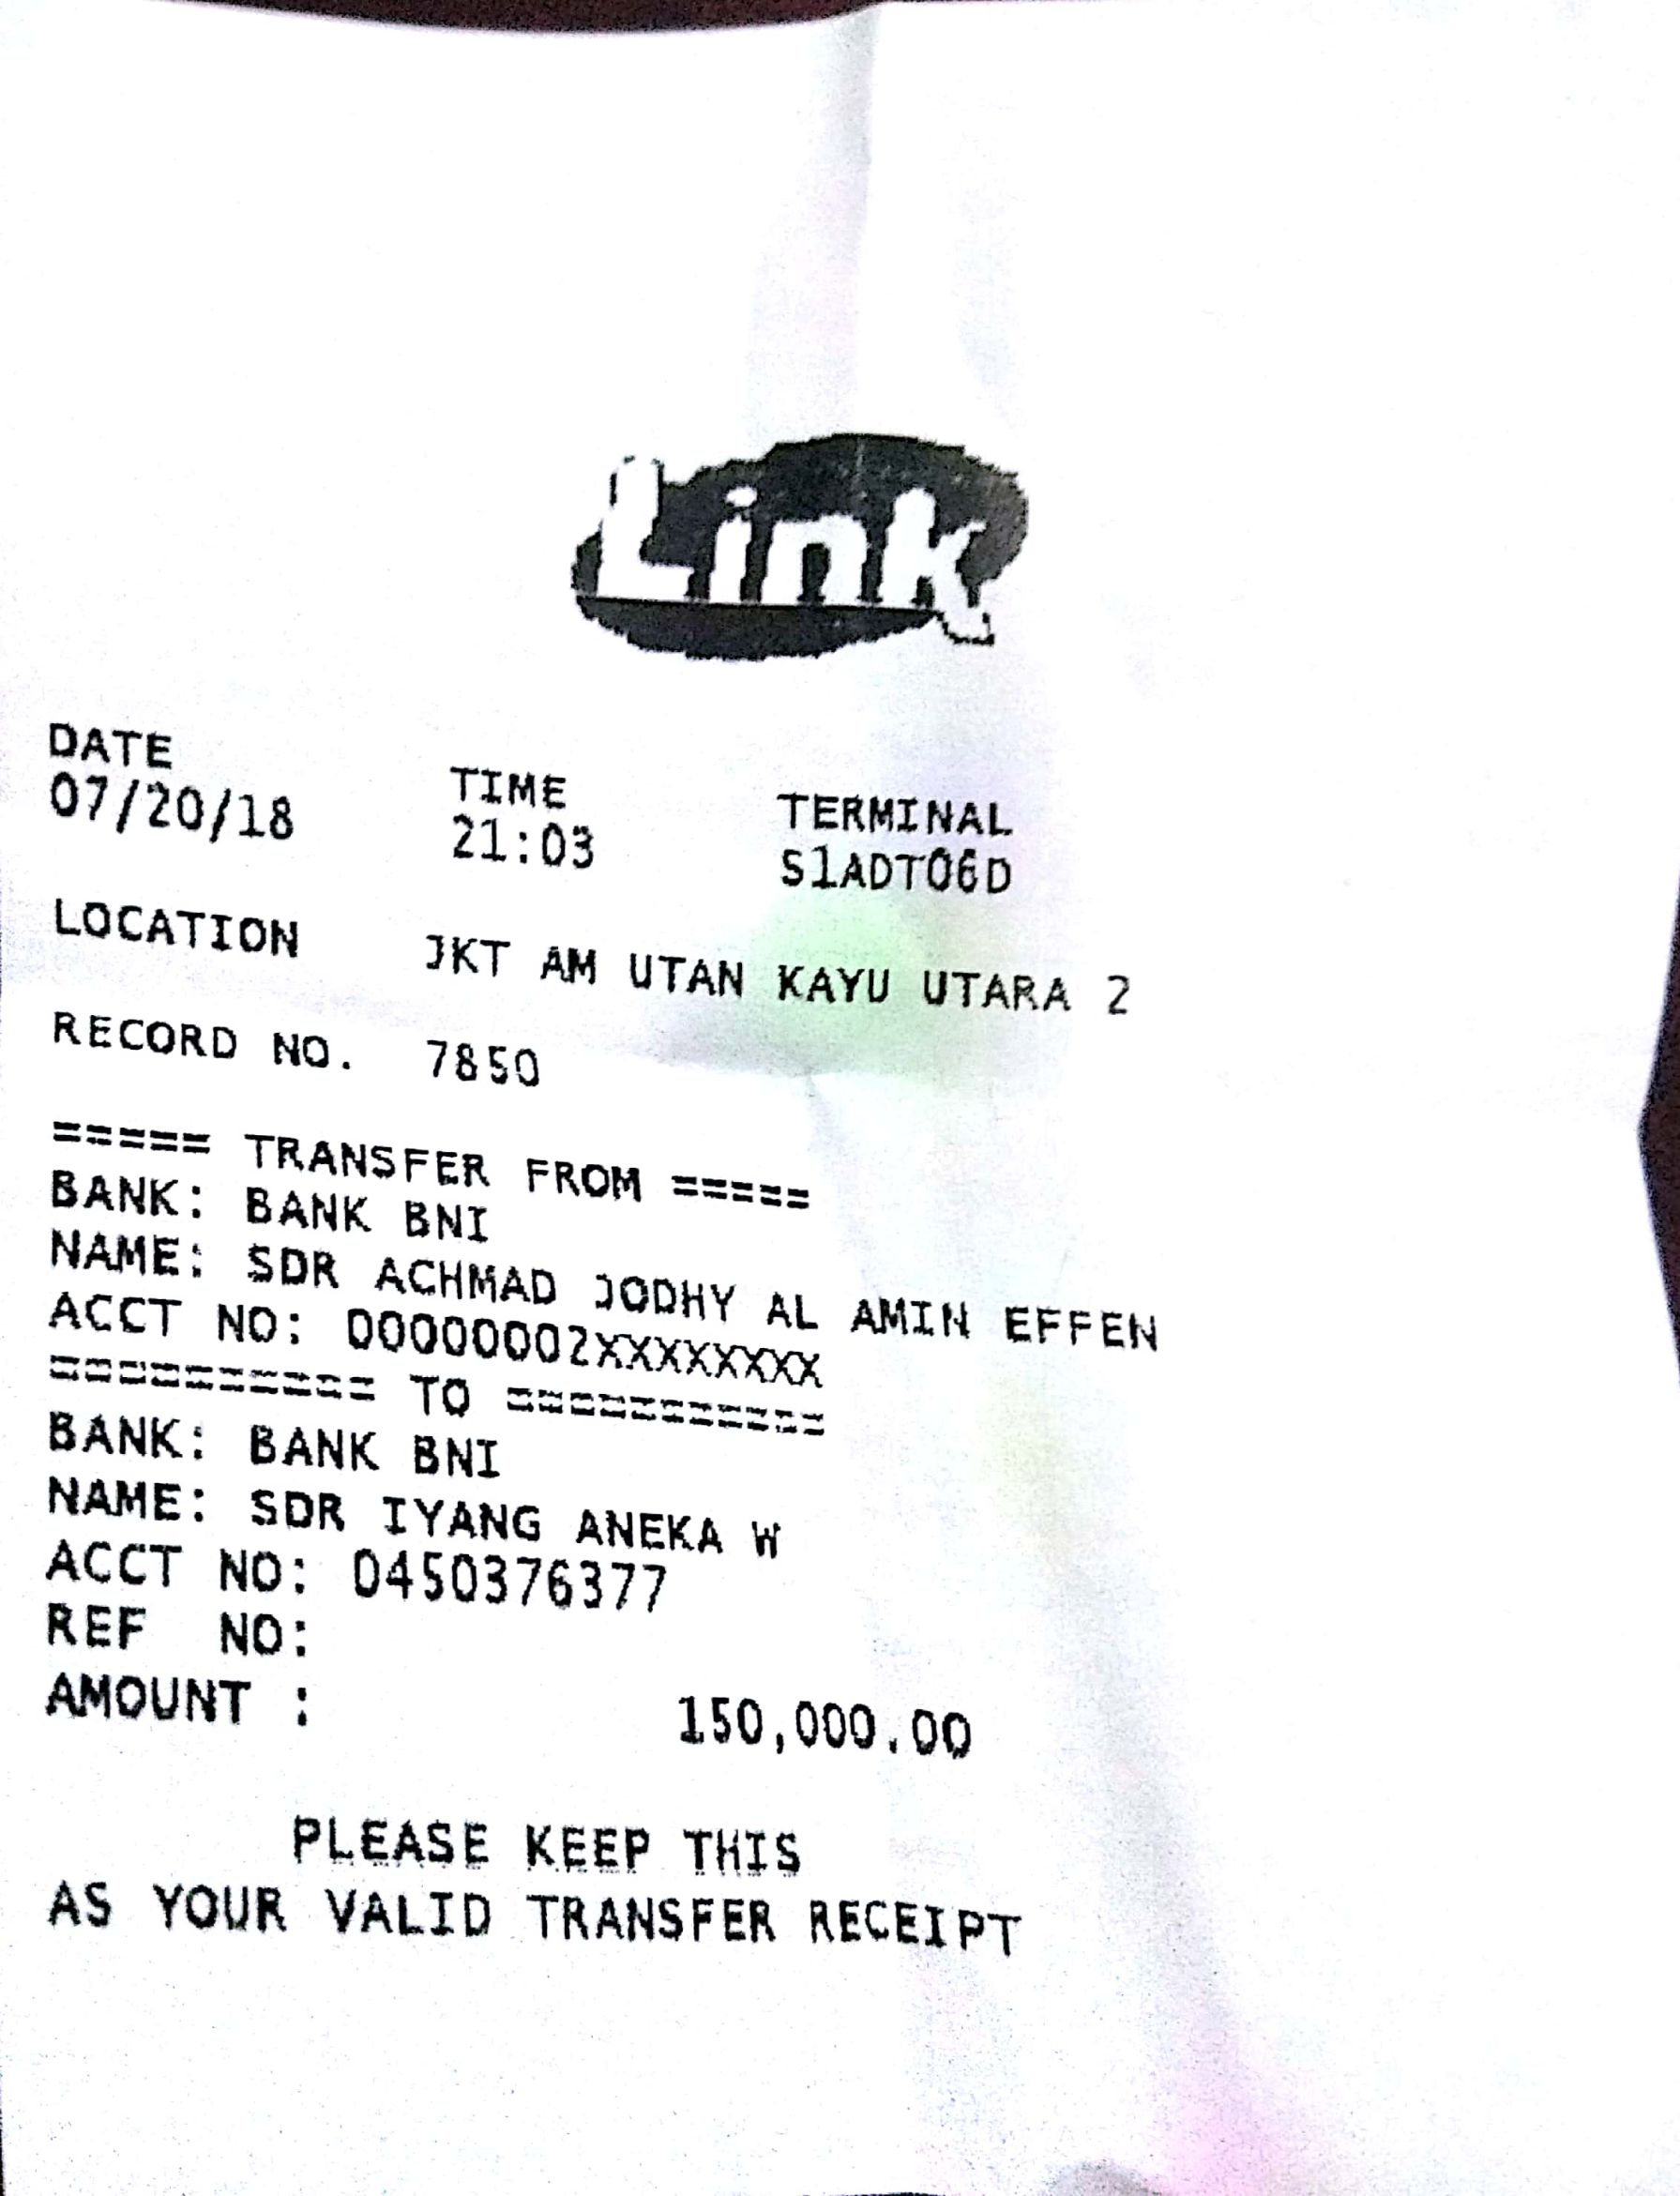 Link
DATE TIME TERMINAL
07/20/18 21:03 S1ADT06D
LOCATION JKT AM UTAN KAYU UTARA 2
RECORD NO. 7850
===== TRANSFER FROM =====
BANK: BANK BNI
NAME: SDR ACHMAD JODHY AL AMIN EFFEN
ACCT NO: 00000002XXXXXXXX
========== TO ===========
BANK: BANK BNI
NAME: SDR IYANG ANEKA W
ACCT NO: 0450376377
REF NO:
AMOUNT : 150,000.00
PLEASE KEEP THIS
AS YOUR VALID TRANSFER RECEIPT